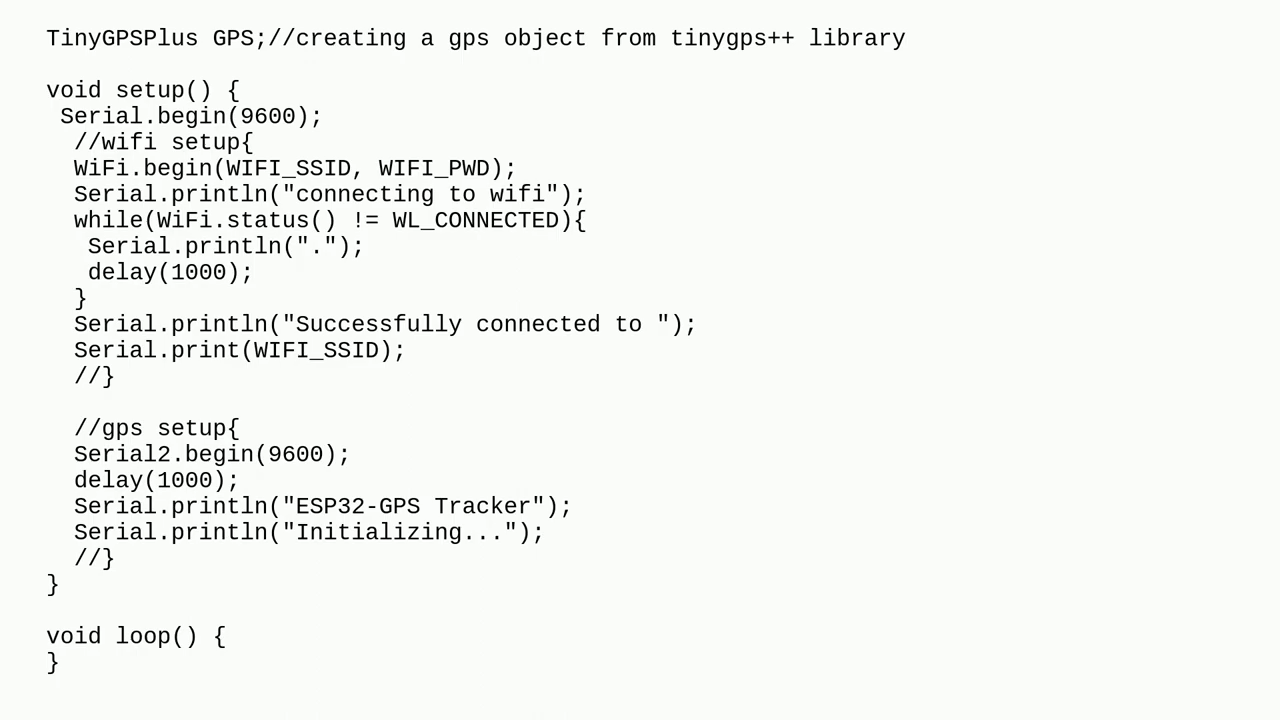 TinyGPSPlus GPS;//creating a gps object from tinygps++ library
void setup() {
Serial.begin(9600);
//wifi setup{
WiFi.begin(WIFI_SSID, WIFI_PWD);
Serial.println("connecting to wifi");
while(WiFi.status() != WL_CONNECTED){
Serial.println(".");
delay(1000);
}
Serial.println("Successfully connected to ");
Serial.print(WIFI_SSID);
//}
//gps setup{
Serial2.begin(9600);
delay(1000);
Serial.println("ESP32-GPS Tracker");
Serial.println("Initializing...");
//}
}
void loop() {
}